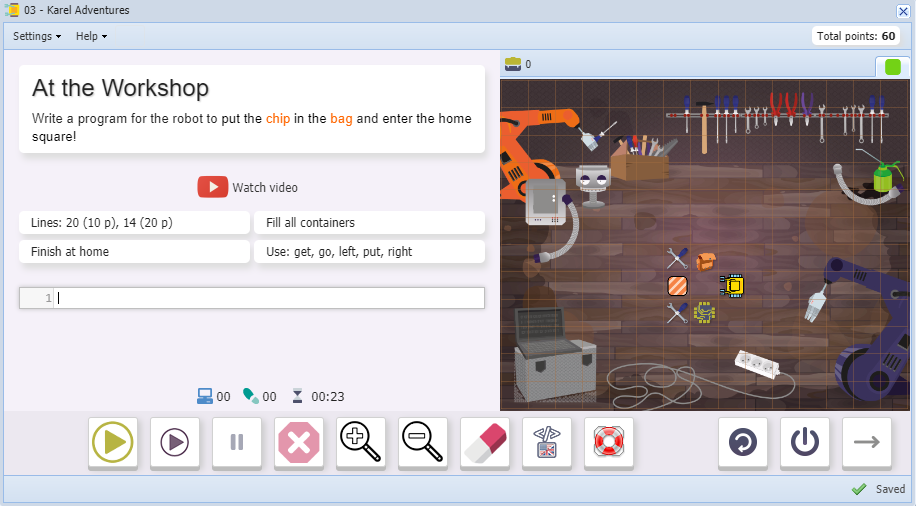 03 - Karel Adventures
Settings Help Total points: 60
At the Workshop
Write a program for the robot to put the chip in the bag and enter the home
square!
0
Watch video
Lines: 20 (10 p), 14 (20 p) Fill all containers
Finish at home Use: get, go, left, put, right
1
00 00 00:23
Saved